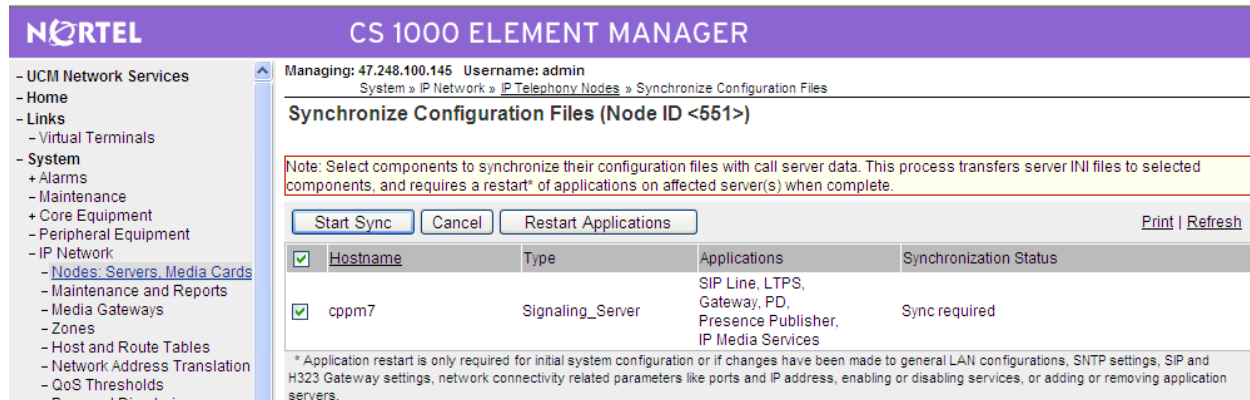 NORTEL
CS 1000 ELEMENT MANAGER
– UCM Network Services
– Home
– Links
– Virtual Terminals
– System
+ Alarms
– Maintenance
+ Core Equipment
– Peripheral Equipment
– IP Network
– Nodes: Servers, Media Cards
– Maintenance and Reports
– Media Gateways
– Zones
– Host and Route Tables
– Network Address Translation
– QoS Thresholds
Managing: 47.248.100.145 Username: admin
System » IP Network » IP Telephony Nodes » Synchronize Configuration Files
Synchronize Configuration Files (Node ID <551>)
Note: Select components to synchronize their configuration files with call server data. This process transfers server INI files to selected
components, and requires a restart* of applications on affected server(s) when complete.
Start Sync Cancel Restart Applications Print | Refresh
Hostname Type Applications Synchronization Status
cppm7 Signaling_Server SIP Line, LTPS, Sync required
Gateway, PD,
Presence Publisher,
IP Media Services
* Application restart is only required for initial system configuration or if changes have been made to general LAN configurations, SNTP settings, SIP and
H323 Gateway settings, network connectivity related parameters like ports and IP address, enabling or disabling services, or adding or removing application
servers.